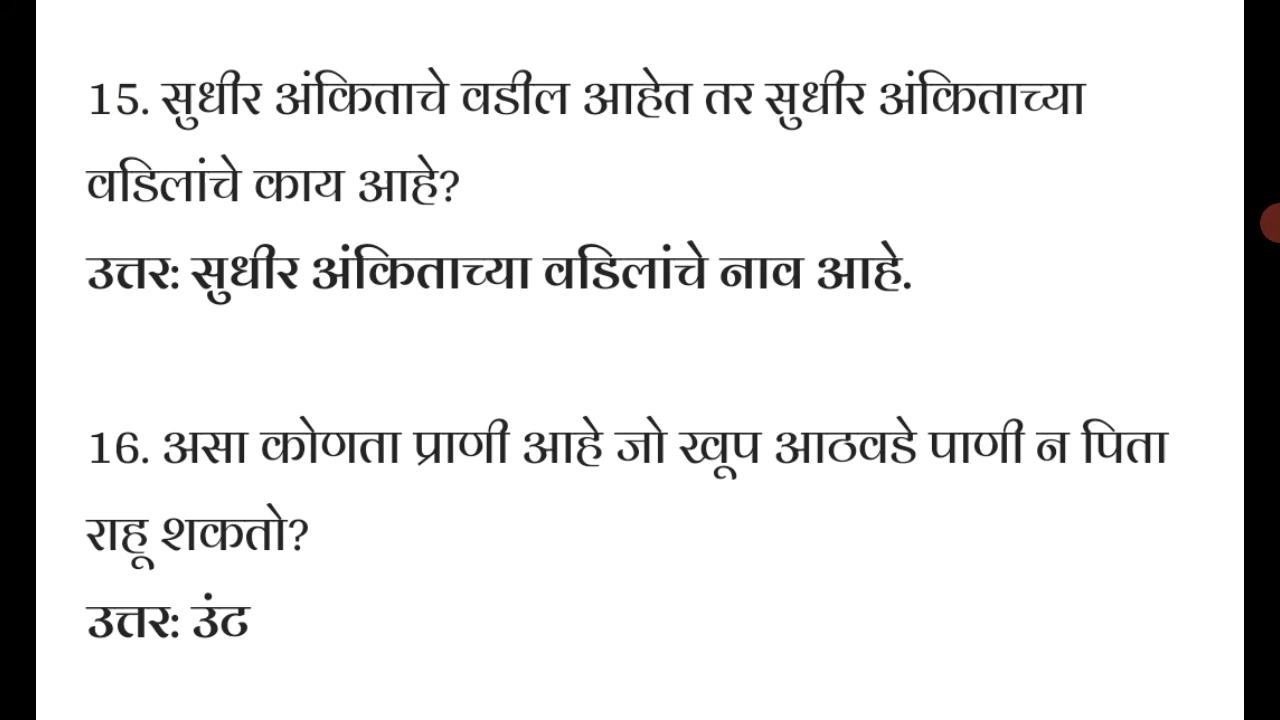 15. सुधीर अंकिताचे वडील आहेत तर सुधीर अंकिताच्या
वडिलांचे काय आहे?
उत्तर: सुधीर अंकिताच्या वडिलांचे नाव आहे.
16. असा कोणता प्राणी आहे जो खूप आठवडे पाणी न पिता
राहू शकतो?
उत्तर: उंट